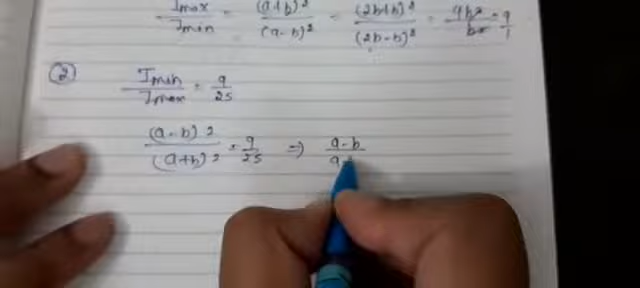 Imax/Imin = (a+b)²/(a-b)² = (2b+b)²/(2b-b)² = 9b²/b² = 9/1
② Imin/Imax = 9/25
(a-b)²/(a+b)² = 9/25 ⇒ a-b/a+